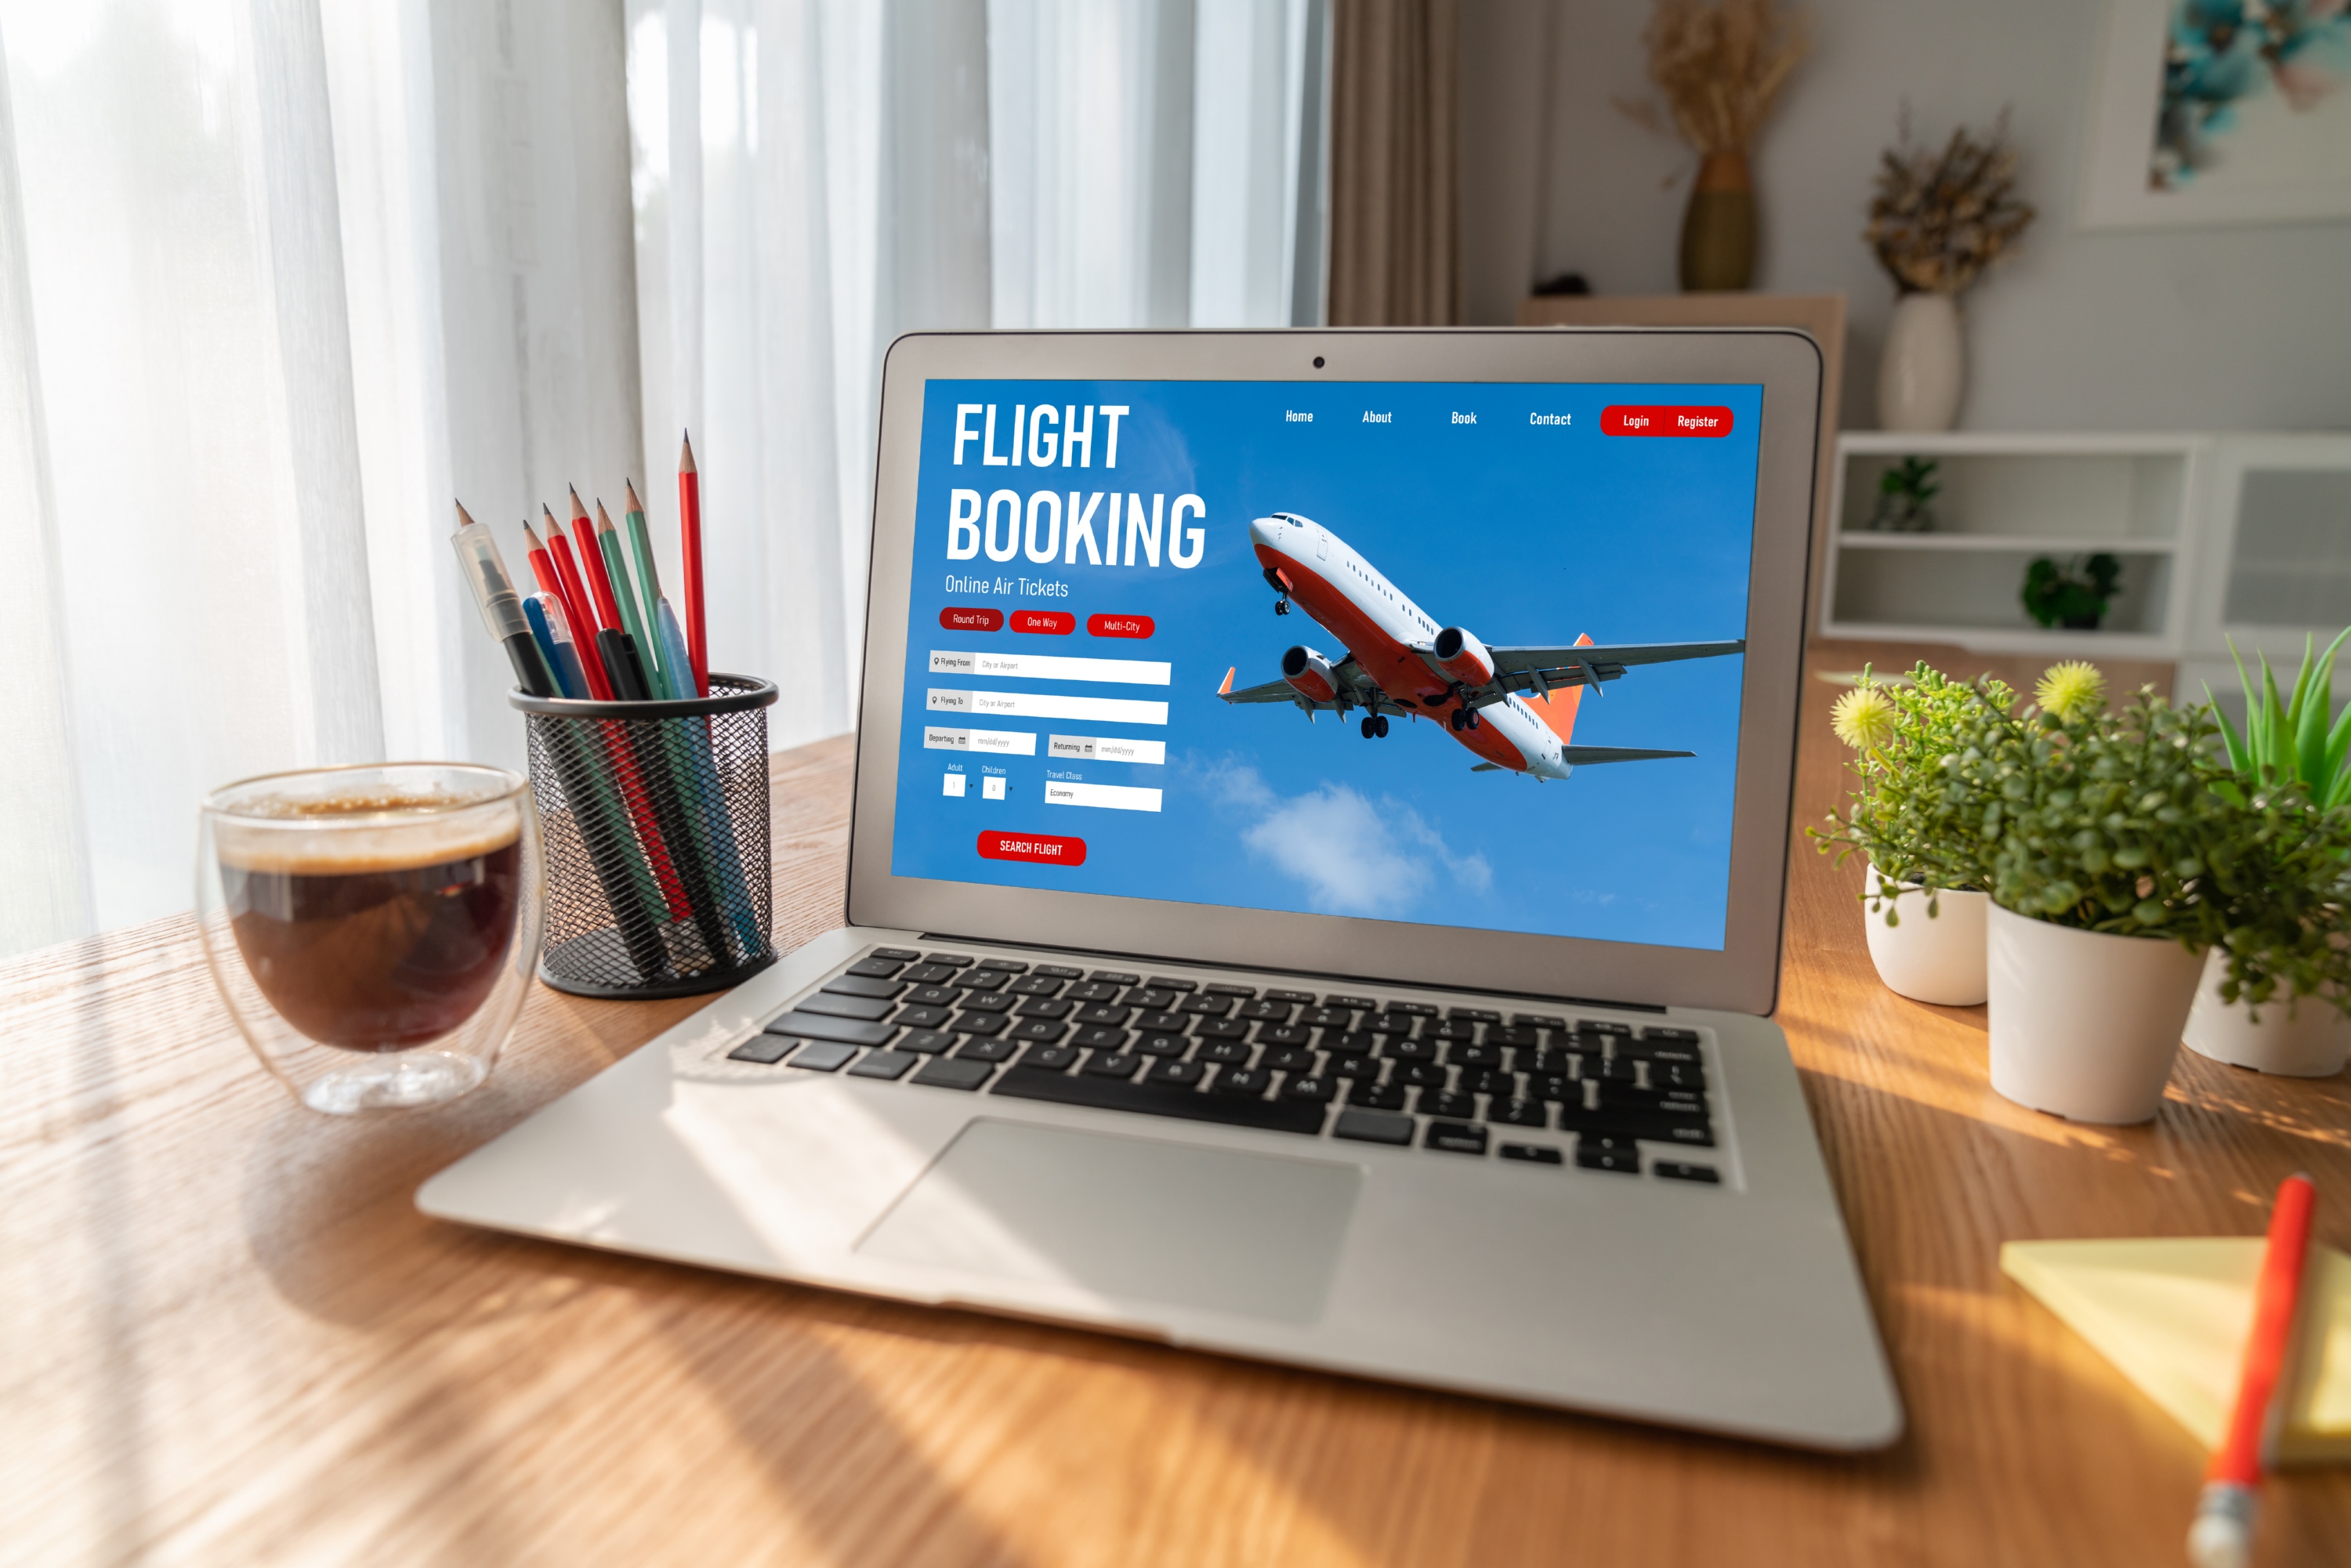 FLIGHT
BOOKING
Online Air Tickets
Home About Book Contact Login Register
Round Trip One Way Multi-City
Flying From City or Airport
Flying To City or Airport
Departing mm/dd/yyyy Returning mm/dd/yyyy
Adult Children Travel Class
1 0 Economy
SEARCH FLIGHT
Q W E R T Y U I O P
A S D F G H J K L
Z X C V B N M